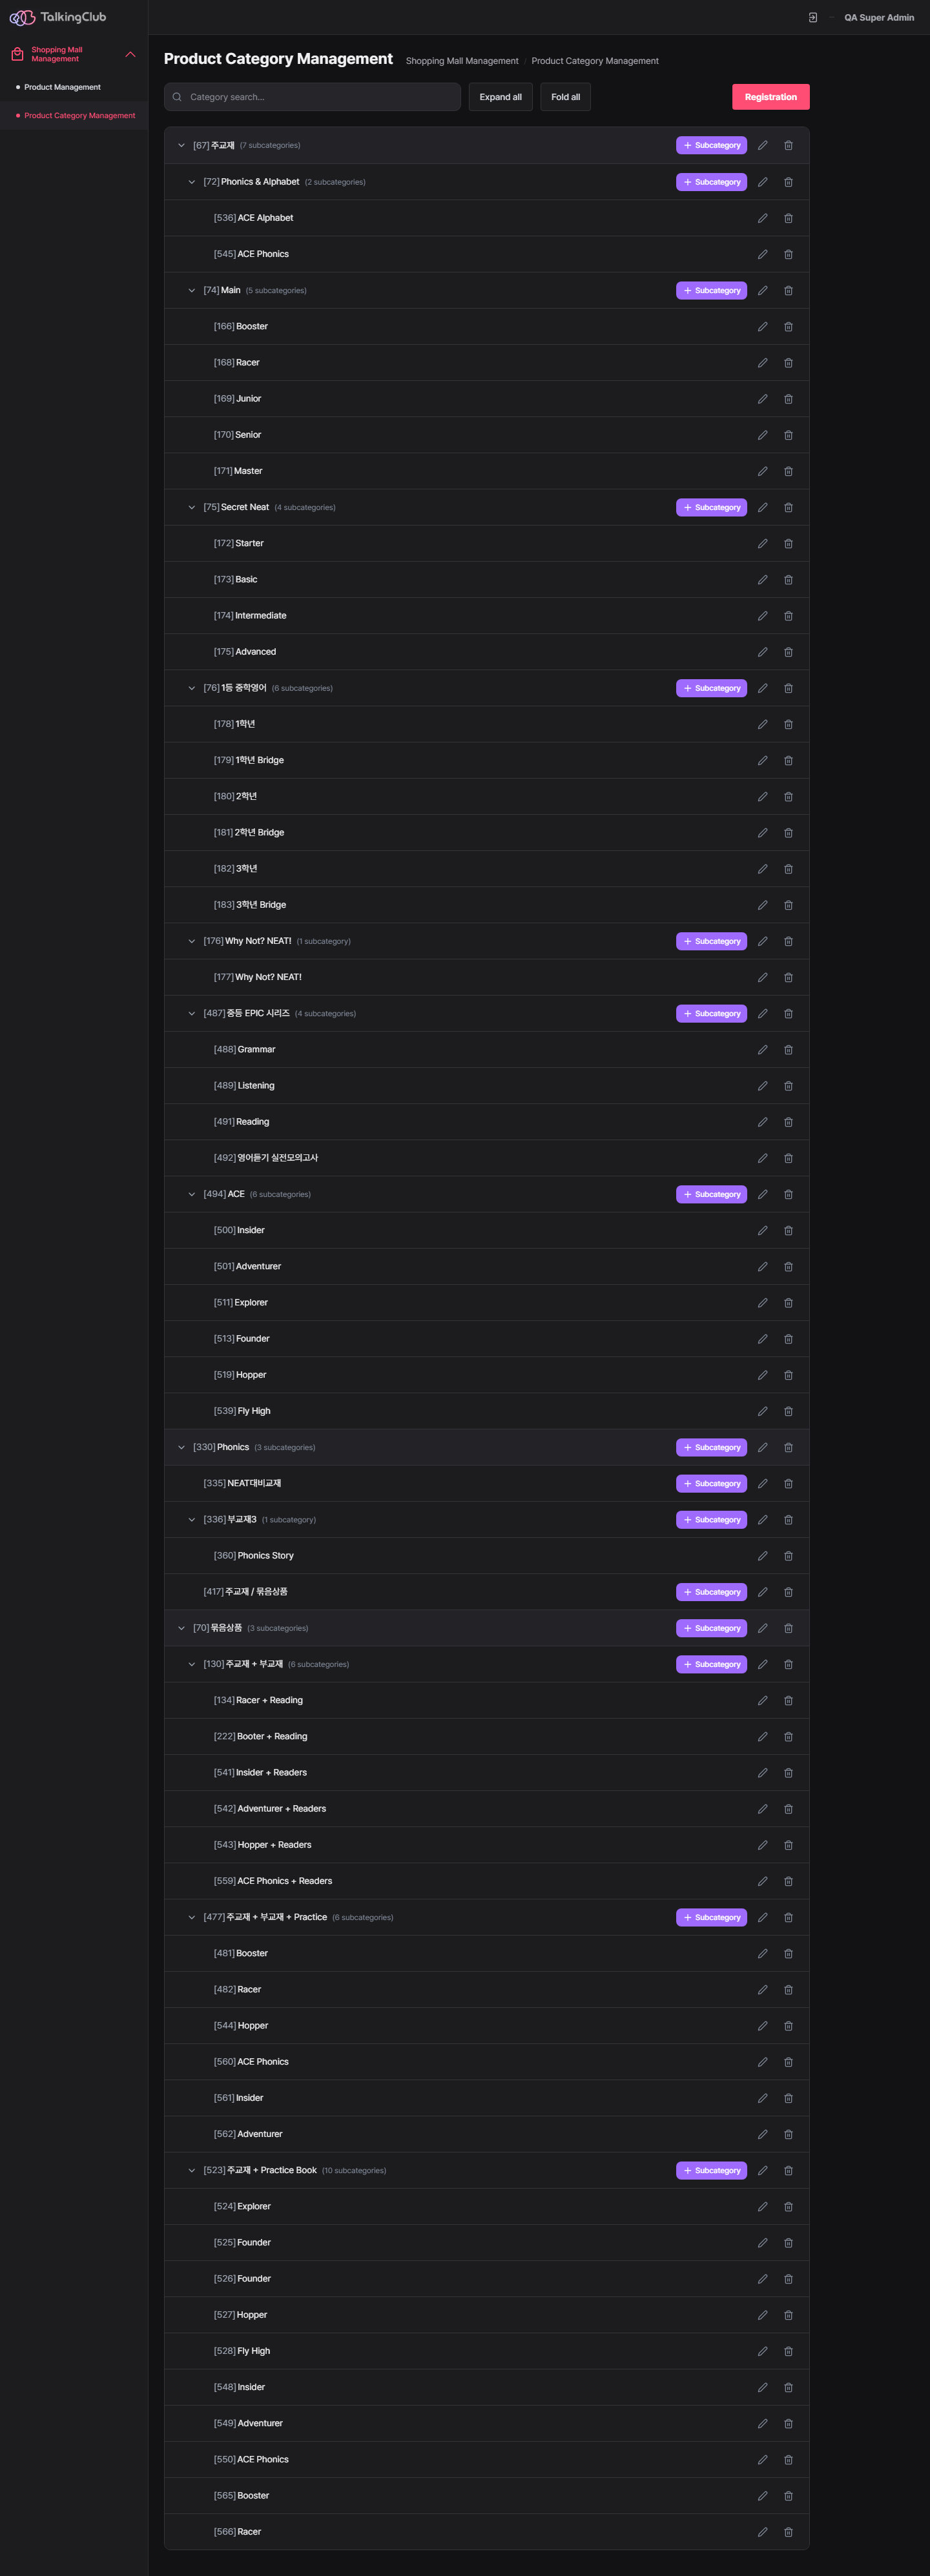 TalkingClub
QA Super Admin
Shopping Mall
Management
Product Management
Product Category Management
Product Category Management
Shopping Mall Management / Product Category Management
Category search...
Expand all
Fold all
Registration
[67] 주교재 (7 subcategories) + Subcategory
[72] Phonics & Alphabet (2 subcategories) + Subcategory
[536] ACE Alphabet
[545] ACE Phonics
[74] Main (5 subcategories) + Subcategory
[166] Booster
[168] Racer
[169] Junior
[170] Senior
[171] Master
[75] Secret Neat (4 subcategories) + Subcategory
[172] Starter
[173] Basic
[174] Intermediate
[175] Advanced
[76] 1등 중학영어 (6 subcategories) + Subcategory
[178] 1학년
[179] 1학년 Bridge
[180] 2학년
[181] 2학년 Bridge
[182] 3학년
[183] 3학년 Bridge
[176] Why Not? NEAT! (1 subcategory) + Subcategory
[177] Why Not? NEAT!
[487] 중등 EPIC 시리즈 (4 subcategories) + Subcategory
[488] Grammar
[489] Listening
[491] Reading
[492] 영어듣기 실전모의고사
[494] ACE (6 subcategories) + Subcategory
[500] Insider
[501] Adventurer
[511] Explorer
[513] Founder
[519] Hopper
[539] Fly High
[330] Phonics (3 subcategories) + Subcategory
[335] NEAT대비교재 + Subcategory
[336] 부교재3 (1 subcategory) + Subcategory
[360] Phonics Story
[417] 주교재 / 묶음상품 + Subcategory
[70] 묶음상품 (3 subcategories) + Subcategory
[130] 주교재 + 부교재 (6 subcategories) + Subcategory
[134] Racer + Reading
[222] Booter + Reading
[541] Insider + Readers
[542] Adventurer + Readers
[543] Hopper + Readers
[559] ACE Phonics + Readers
[477] 주교재 + 부교재 + Practice (6 subcategories) + Subcategory
[481] Booster
[482] Racer
[544] Hopper
[560] ACE Phonics
[561] Insider
[562] Adventurer
[523] 주교재 + Practice Book (10 subcategories) + Subcategory
[524] Explorer
[525] Founder
[526] Founder
[527] Hopper
[528] Fly High
[548] Insider
[549] Adventurer
[550] ACE Phonics
[565] Booster
[566] Racer